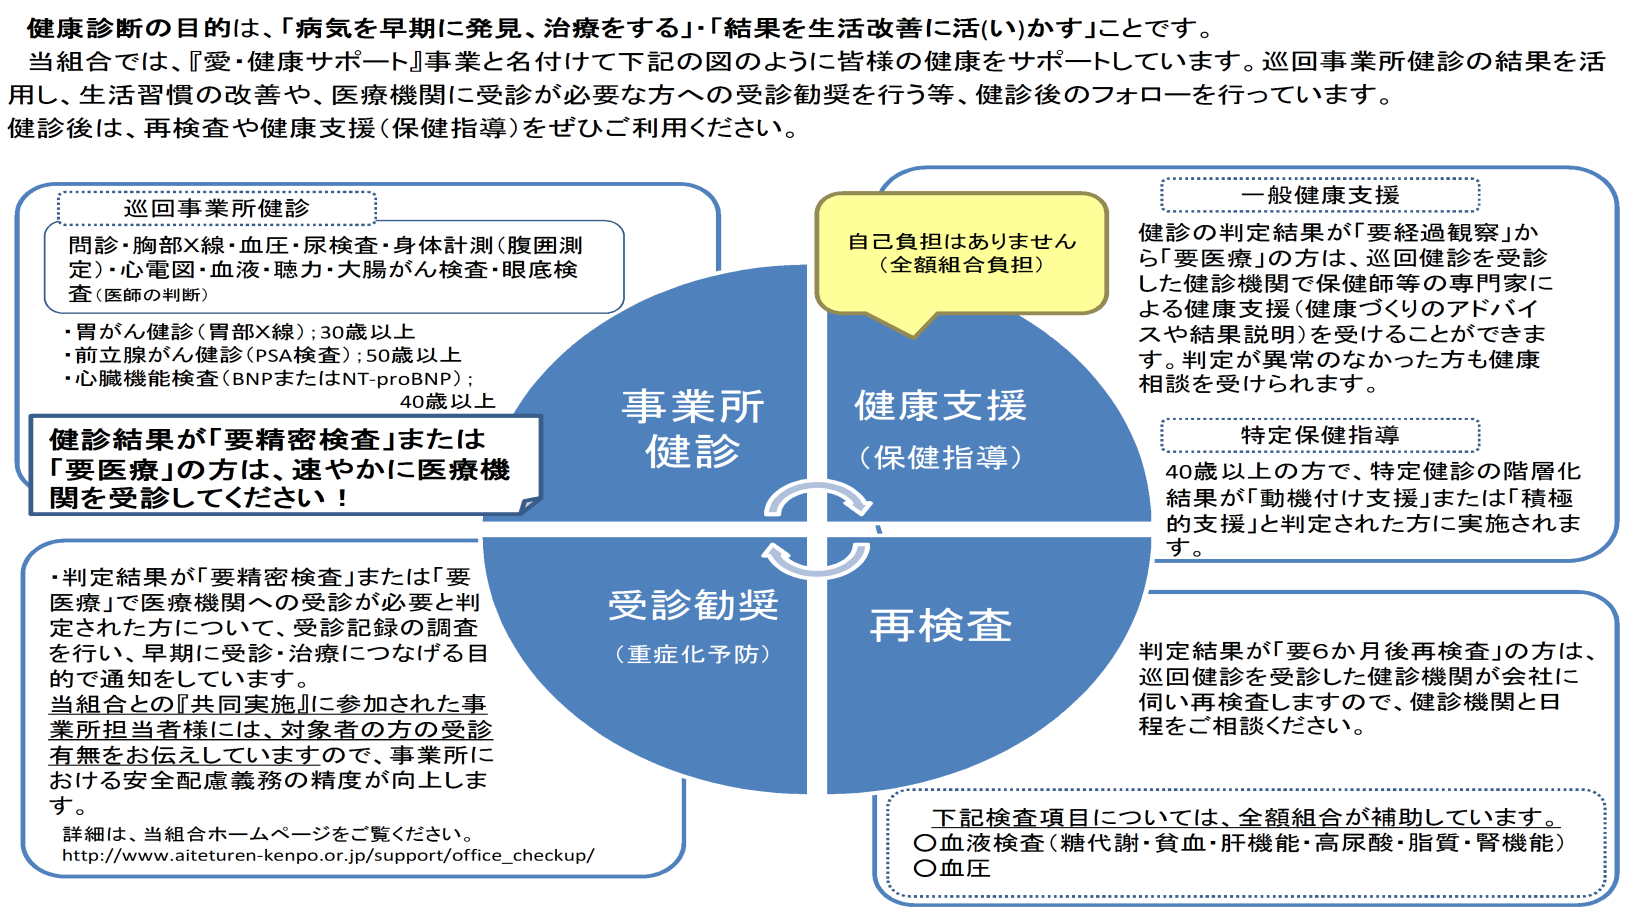 健康診断の目的は、「病気を早期に発見、治療をする」・「結果を生活改善に活(い)かす」ことです。
当組合では、『愛・健康サポート』事業と名付けて下記の図のように皆様の健康をサポートしています。巡回事業所健診の結果を活
用し、生活習慣の改善や、医療機関に受診が必要な方への受診勧奨を行う等、健診後のフォローを行っています。
健診後は、再検査や健康支援（保健指導）をぜひご利用ください。
巡回事業所健診
問診・胸部X線・血圧・尿検査・身体計測（腹囲測
定）・心電図・血液・聴力・大腸がん検査・眼底検
査（医師の判断）
・胃がん健診（胃部X線）；30歳以上
・前立腺がん健診（PSA検査）；50歳以上
・心臓機能検査（BNPまたはNT-proBNP）；
40歳以上
健診結果が「要精密検査」または
「要医療」の方は、速やかに医療機
関を受診してください！
事業所
健診
自己負担はありません
（全額組合負担）
健康支援
（保健指導）
一般健康支援
健診の判定結果が「要経過観察」か
ら「要医療」の方は、巡回健診を受診
した健診機関で保健師等の専門家に
よる健康支援（健康づくりのアドバイ
スや結果説明）を受けることができま
す。判定が異常のなかった方も健康
相談を受けられます。
特定保健指導
40歳以上の方で、特定健診の階層化
結果が「動機付け支援」または「積極
的支援」と判定された方に実施されま
す。
・判定結果が「要精密検査」または「要
医療」で医療機関への受診が必要と判
定された方について、受診記録の調査
を行い、早期に受診・治療につなげる目
的で通知をしています。
当組合との『共同実施』に参加された事
業所担当者様には、対象者の方の受診
有無をお伝えしていますので、事業所に
おける安全配慮義務の精度が向上しま
す。
詳細は、当組合ホームページをご覧ください。
http://www.aiteturen-kenpo.or.jp/support/office_checkup/
受診勧奨
（重症化予防）
再検査
判定結果が「要6か月後再検査」の方は、
巡回健診を受診した健診機関が会社に
伺い再検査しますので、健診機関と日
程をご相談ください。
下記検査項目については、全額組合が補助しています。
○血液検査（糖代謝・貧血・肝機能・高尿酸・脂質・腎機能）
○血圧